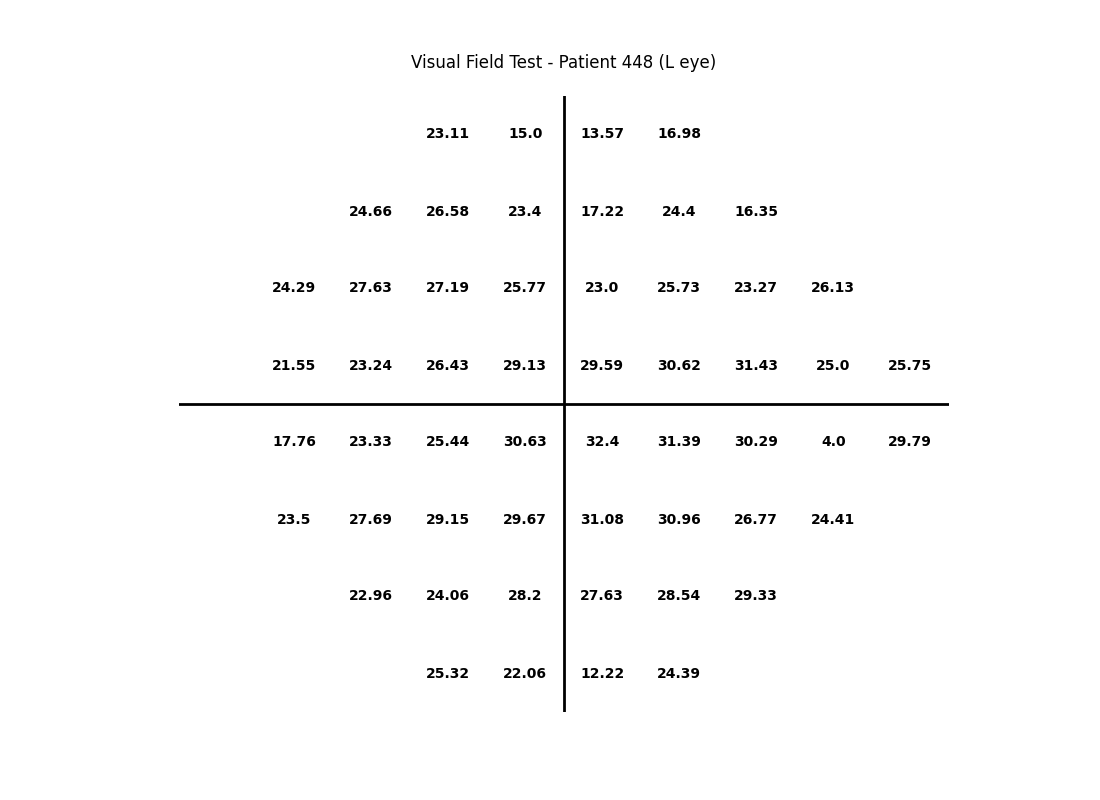 Visual Field Test - Patient 448 (L eye)
23.11 15.0 13.57 16.98
24.66 26.58 23.4 17.22 24.4 16.35
24.29 27.63 27.19 25.77 23.0 25.73 23.27 26.13
21.55 23.24 26.43 29.13 29.59 30.62 31.43 25.0 25.75
17.76 23.33 25.44 30.63 32.4 31.39 30.29 4.0 29.79
23.5 27.69 29.15 29.67 31.08 30.96 26.77 24.41
22.96 24.06 28.2 27.63 28.54 29.33
25.32 22.06 12.22 24.39